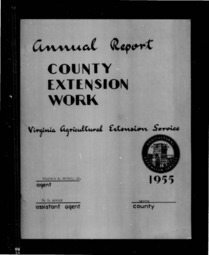 Annual Report
COUNTY
EXTENSION
WORK
Virginia Agricultural Extension Service
1955
agent
assistant agent
county